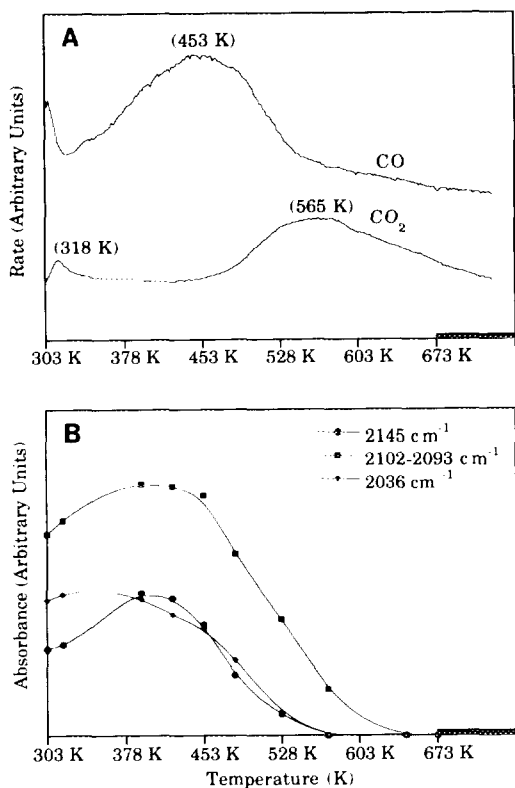 A
(453 K)
CO
(565 K)
CO2
(318 K)
Rate (Arbitrary Units)
303 K 378 K 453 K 528 K 603 K 673 K
B
2145 cm-1
2102-2093 cm-1
2036 cm-1
Absorbance (Arbitrary Units)
303 K 378 K 453 K 528 K 603 K 673 K
Temperature (K)